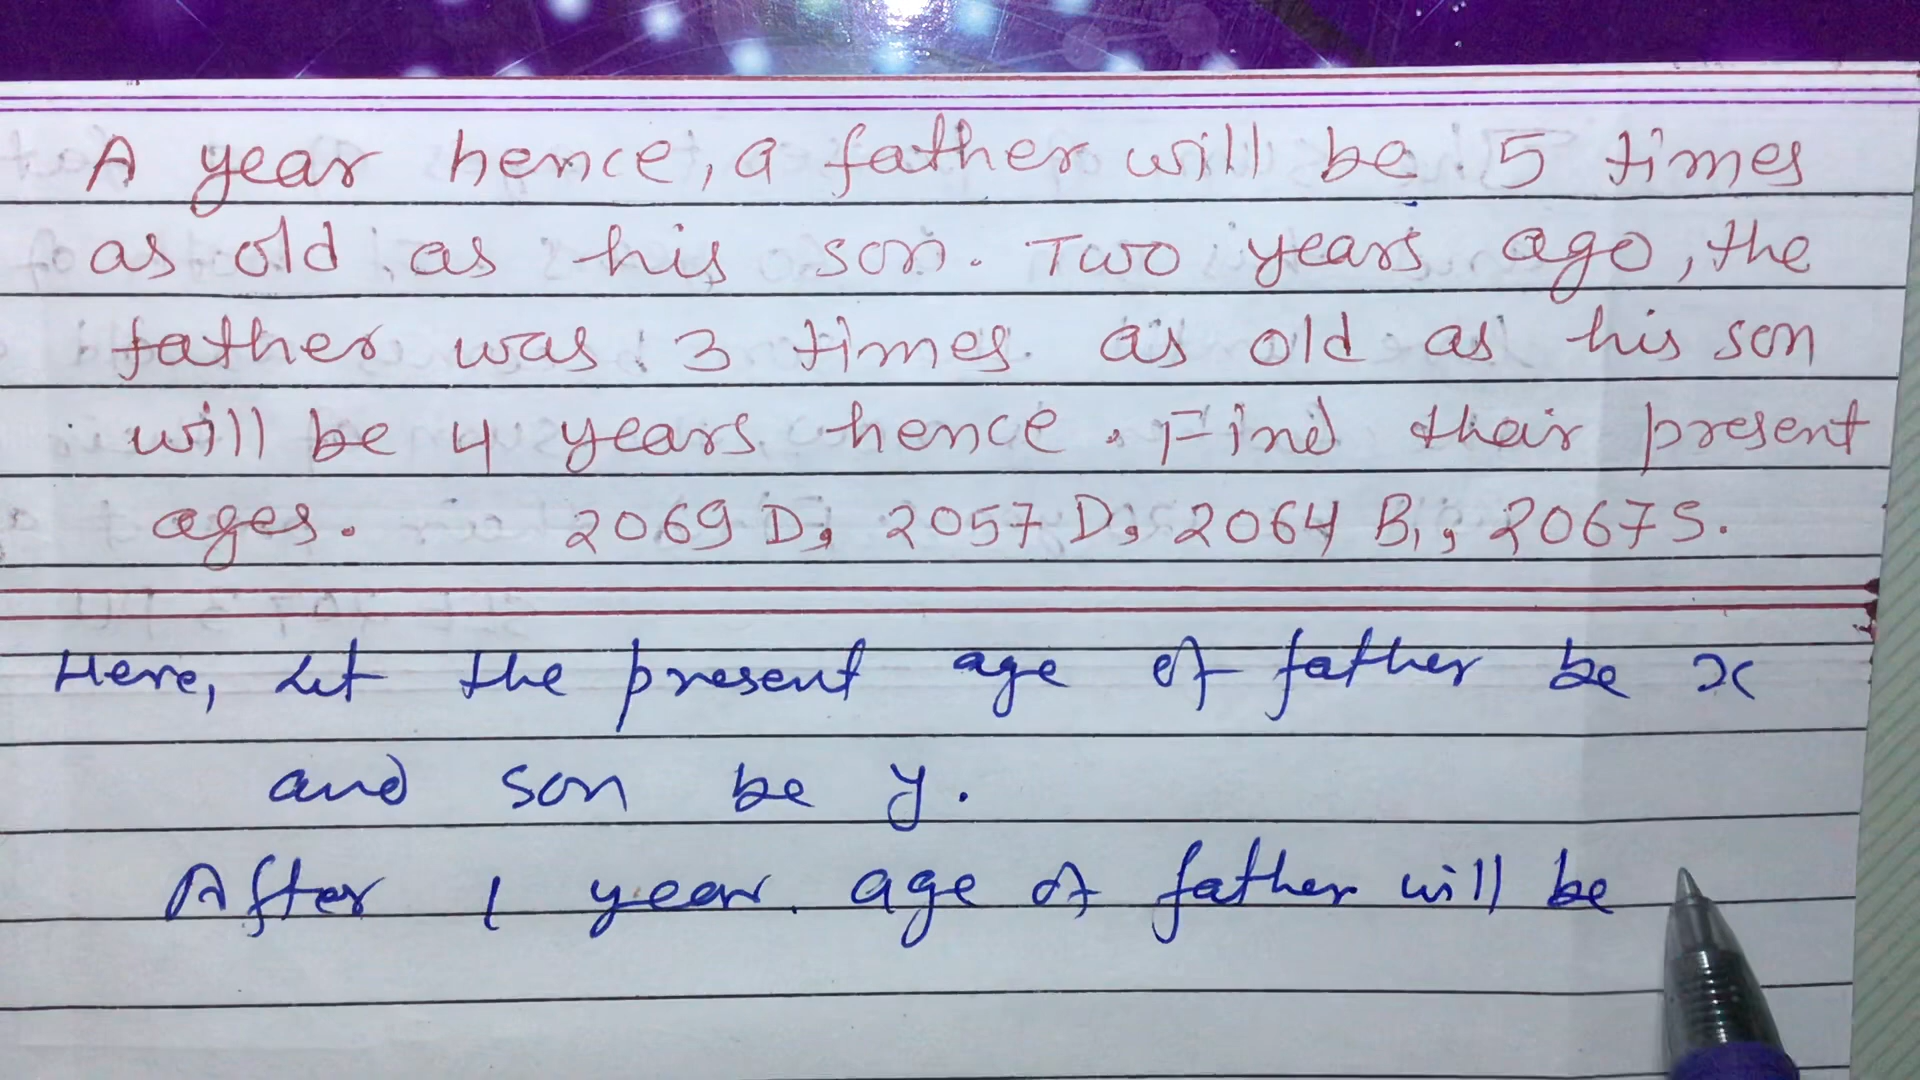 A year hence, a father will be 5 times
as old as his son. Two years ago, the
father was 3 times as old as his son
will be 4 years hence. Find their present
ages. 2069 D, 2057 D, 2064 B1, 2067 S.
Here, Let the present age of father be x
and son be y.
After 1 year. age of father will be